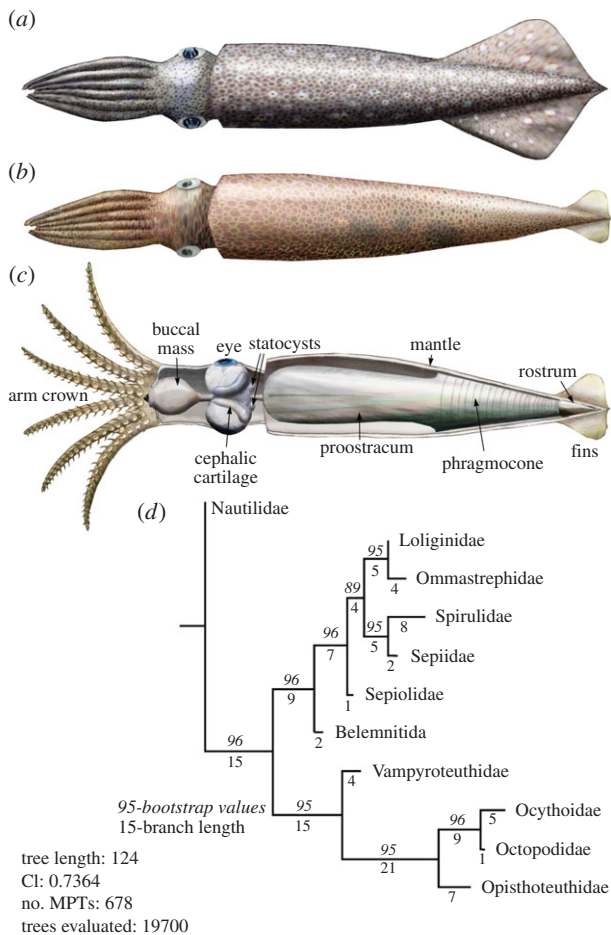 (a)
(b)
(c)
buccal
mass
eye
statocysts
mantle
rostrum
arm crown
cephalic
cartilage
proostracum
phragmocone
fins
(d)
Nautilidae
95
5
Loliginidae
4
Ommastrephidae
89
4
95
5
8
Spirulidae
2
Sepiidae
96
7
1
Sepiolidae
96
9
2
Belemnitida
96
15
4
Vampyroteuthidae
95-bootstrap values
15-branch length
95
15
96
9
5
Ocythoidae
1
Octopodidae
95
21
7
Opisthoteuthidae
tree length: 124
Cl: 0.7364
no. MPTs: 678
trees evaluated: 19700